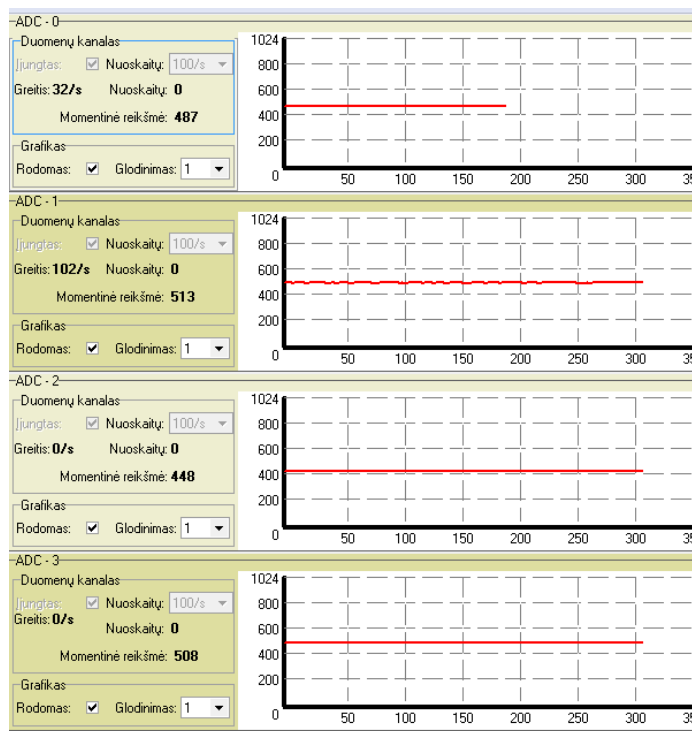 ADC - 0
Duomenų kanalas
Įjungtas: Nuoskaitų: 100/s
Greitis: 32/s Nuoskaitų: 0
Momentinė reikšmė: 487
Grafikas
Rodomas: Glodinimas: 1
1024
800
600
400
200
0
50 100 150 200 250 300 35
ADC - 1
Duomenų kanalas
Įjungtas: Nuoskaitų: 100/s
Greitis: 102/s Nuoskaitų: 0
Momentinė reikšmė: 513
Grafikas
Rodomas: Glodinimas: 1
1024
800
600
400
200
0
50 100 150 200 250 300 35
ADC - 2
Duomenų kanalas
Įjungtas: Nuoskaitų: 100/s
Greitis: 0/s Nuoskaitų: 0
Momentinė reikšmė: 448
Grafikas
Rodomas: Glodinimas: 1
1024
800
600
400
200
0
50 100 150 200 250 300 35
ADC - 3
Duomenų kanalas
Įjungtas: Nuoskaitų: 100/s
Greitis: 0/s
Nuoskaitų: 0
Momentinė reikšmė: 508
Grafikas
Rodomas: Glodinimas: 1
1024
800
600
400
200
0
50 100 150 200 250 300 35